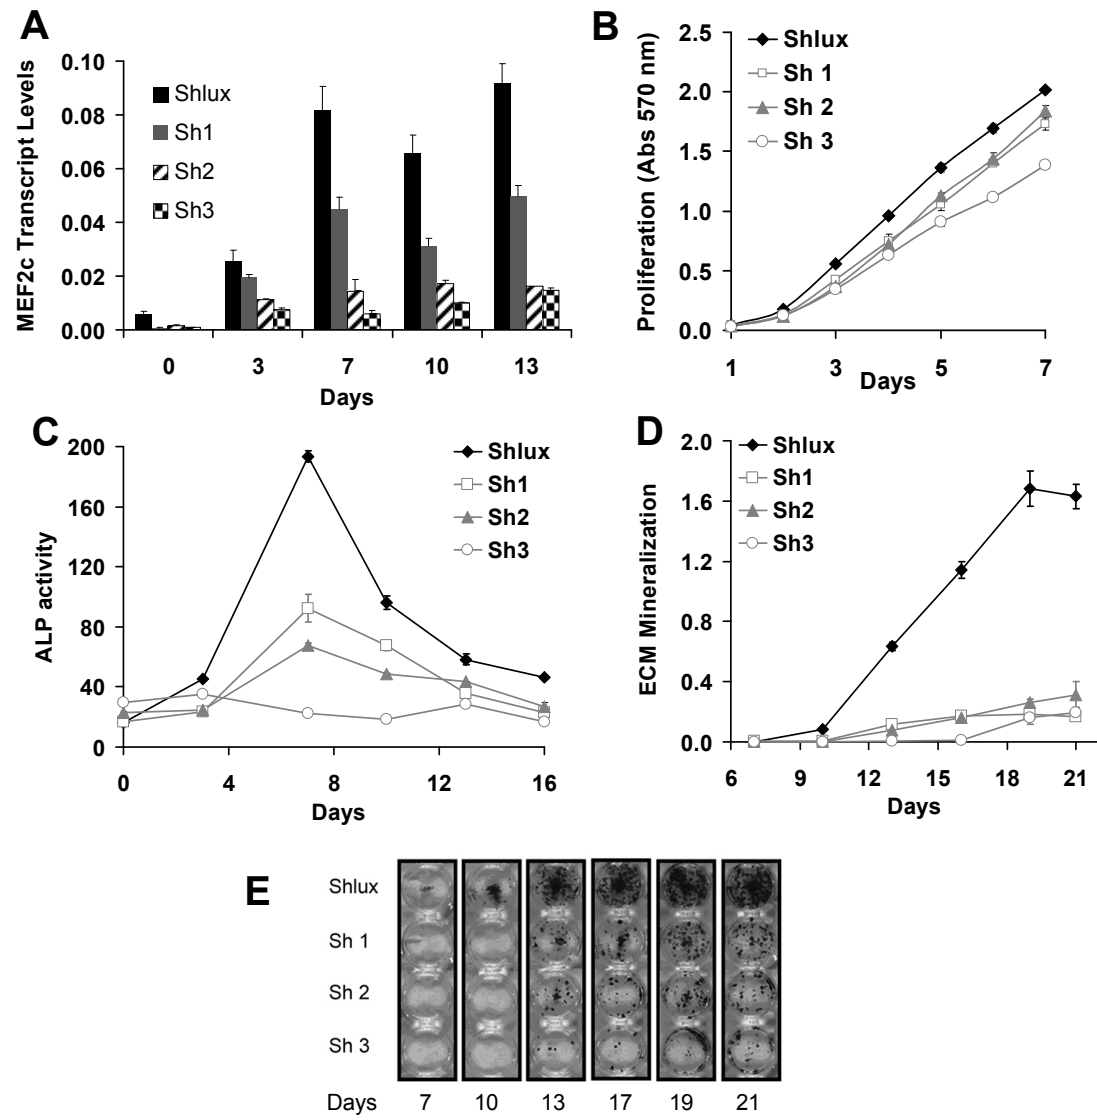 A
MEF2c Transcript Levels
0.10
0.08
0.06
0.04
0.02
0.00
Shlux
Sh1
Sh2
Sh3
0 3 7 10 13
Days
B
Proliferation (Abs 570 nm)
2.5
2.0
1.5
1.0
0.5
0.0
Shlux
Sh 1
Sh 2
Sh 3
1 3 5 7
Days
C
ALP activity
200
160
120
80
40
0
Shlux
Sh1
Sh2
Sh3
0 4 8 12 16
Days
D
ECM Mineralization
2.0
1.6
1.2
0.8
0.4
0.0
Shlux
Sh1
Sh2
Sh3
6 9 12 15 18 21
Days
E
Shlux
Sh 1
Sh 2
Sh 3
Days 7 10 13 17 19 21